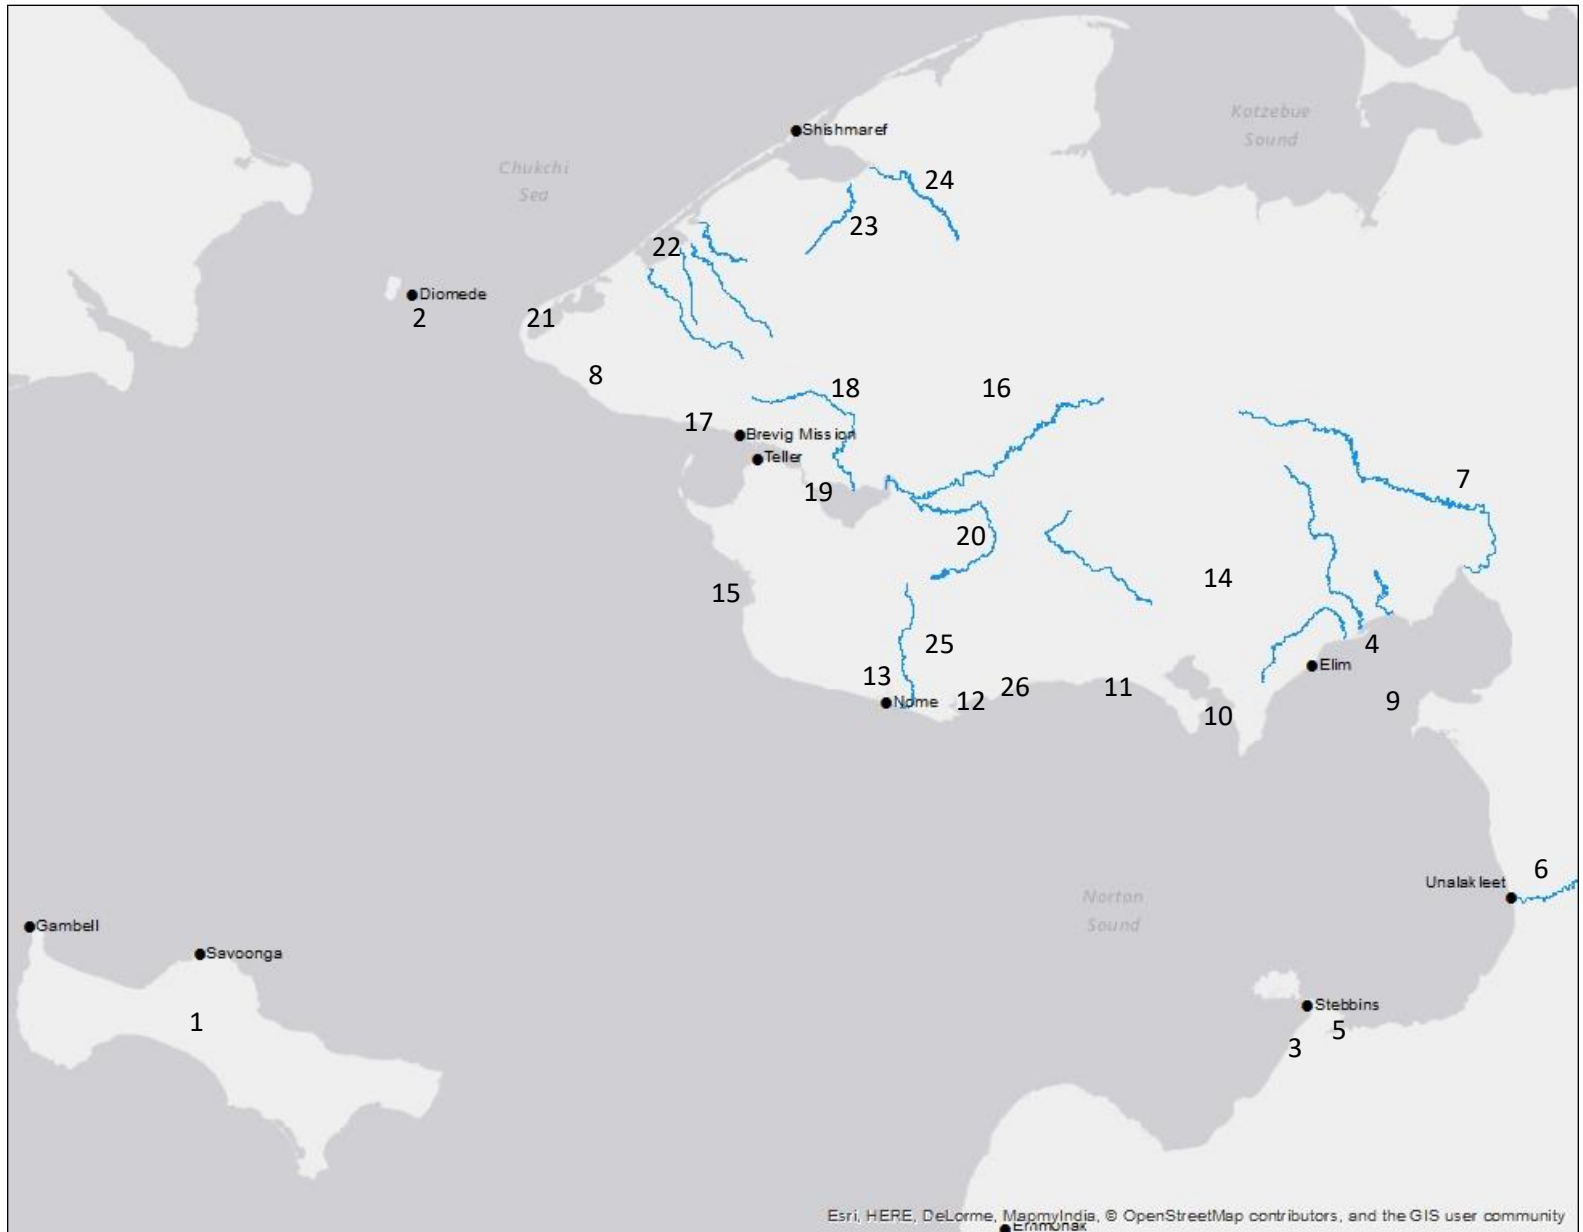 Kotzebue
Sound
Shishmaref
Chukchi
Sea
24
23
22
Diomede
2
21
8
18
16
17
Brevig Mission
Teller
7
19
20
14
15
25
4
Elim
13
26
11
Nome
12
9
10
6
Unalakleet
Norton
Sound
Gambell
Savoonga
Stebbins
1
5
3
Esri, HERE, DeLorme, MapmyIndia, © OpenStreetMap contributors, and the GIS user community
Emmonak